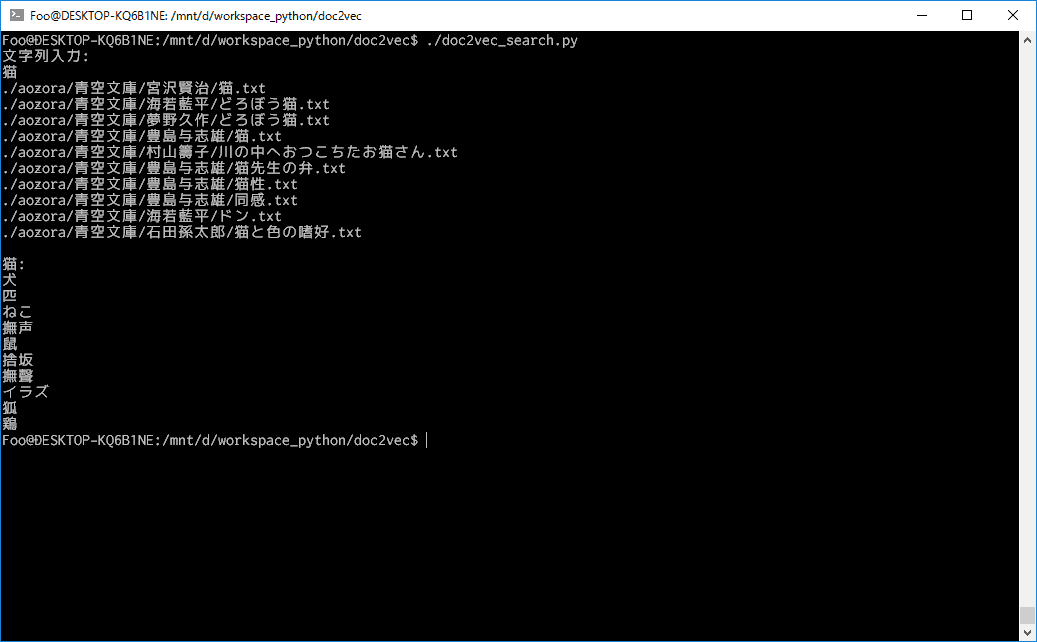 Foo@DESKTOP-KQ6B1NE: /mnt/d/workspace_python/doc2vec
Foo@DESKTOP-KQ6B1NE:/mnt/d/workspace_python/doc2vec$ ./doc2vec_search.py
文字列入力:
猫
./aozora/青空文庫/宮沢賢治/猫.txt
./aozora/青空文庫/海若藍平/どろぼう猫.txt
./aozora/青空文庫/夢野久作/どろぼう猫.txt
./aozora/青空文庫/豊島与志雄/猫.txt
./aozora/青空文庫/村山籌子/川の中へおつこちたお猫さん.txt
./aozora/青空文庫/豊島与志雄/猫先生の弁.txt
./aozora/青空文庫/豊島与志雄/猫性.txt
./aozora/青空文庫/豊島与志雄/同感.txt
./aozora/青空文庫/海若藍平/ドン.txt
./aozora/青空文庫/石田孫太郎/猫と色の嗜好.txt
猫:
犬
匹
ねこ
撫声
鼠
捨坂
撫聲
イラズ
狐
鶏
Foo@DESKTOP-KQ6B1NE:/mnt/d/workspace_python/doc2vec$